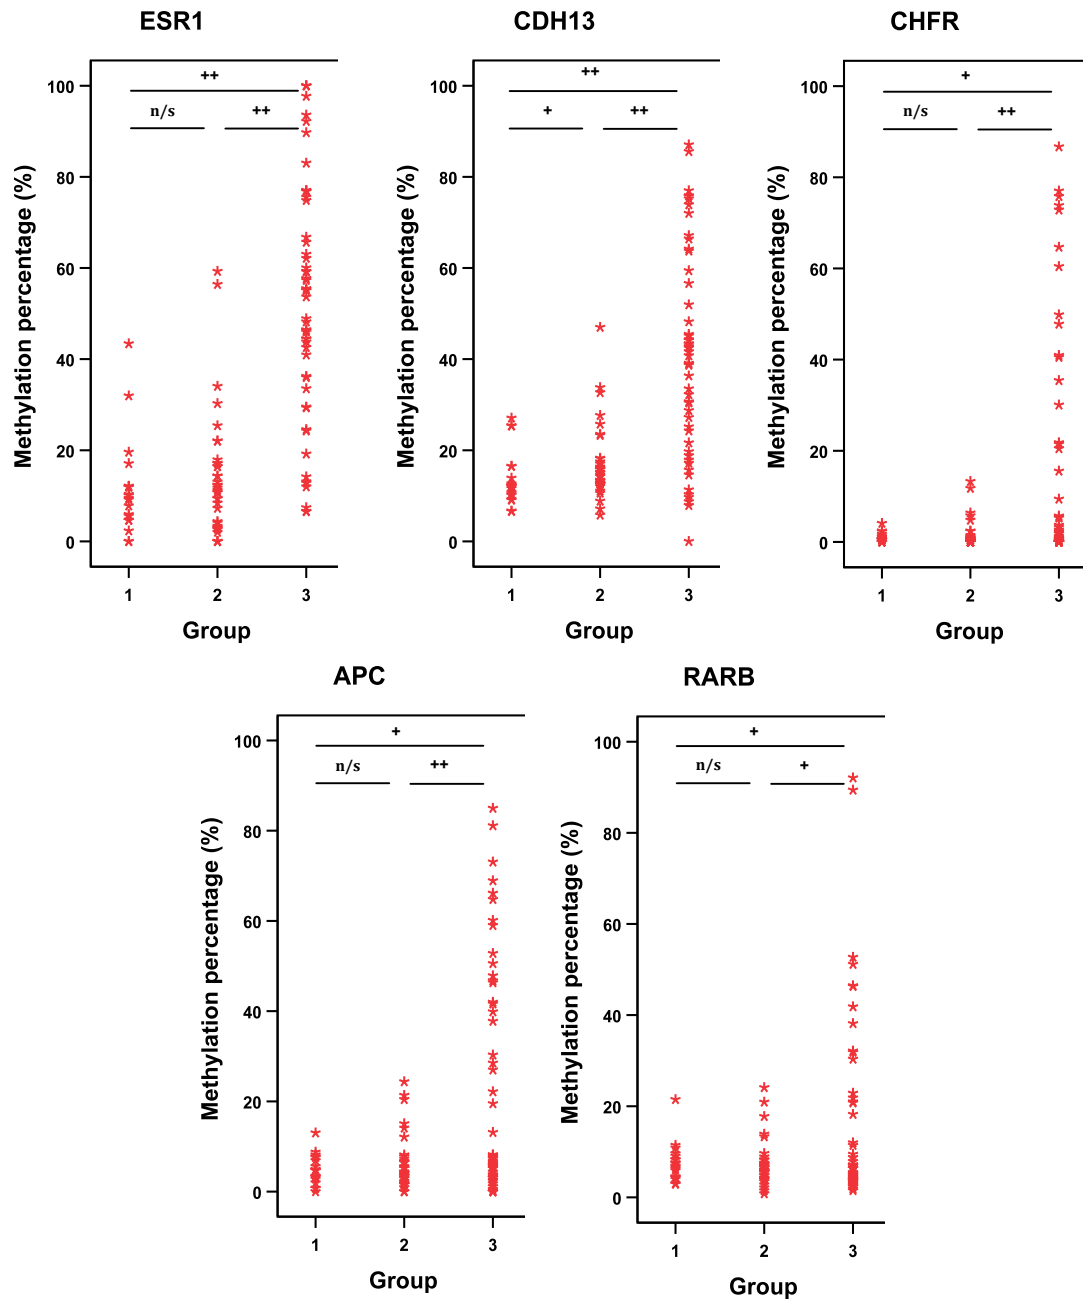 ESR1
CDH13
CHFR
++
n/s
++
100
80
60
40
20
0
Methylation percentage (%)
1 2 3
Group
++
+
++
100
80
60
40
20
0
Methylation percentage (%)
1 2 3
Group
+
n/s
++
100
80
60
40
20
0
Methylation percentage (%)
1 2 3
Group
APC
RARB
+
n/s
++
100
80
60
40
20
0
Methylation percentage (%)
1 2 3
Group
+
n/s
+
100
80
60
40
20
0
Methylation percentage (%)
1 2 3
Group